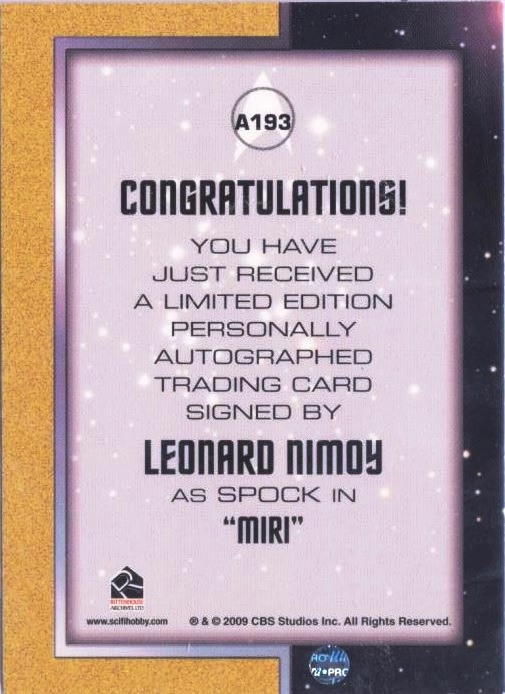 A193
CONGRATULATIONS!
YOU HAVE
JUST RECEIVED
A LIMITED EDITION
PERSONALLY
AUTOGRAPHED
TRADING CARD
SIGNED BY
LEONARD NIMOY
AS SPOCK IN
“MIRI”
RITTENHOUSE
ARCHIVES, LTD
www.scifihobby.com
® & © 2009 CBS Studios Inc. All Rights Reserved.